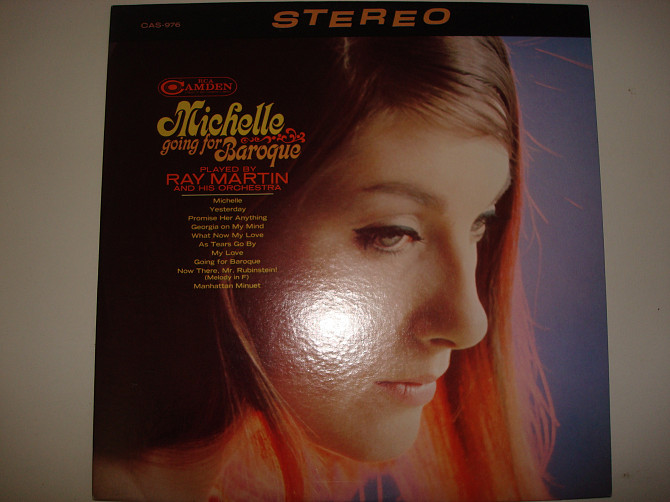 STEREO
CAS-976
RCA
CAMDEN
Michelle
going for
Baroque
PLAYED BY
RAY MARTIN
AND HIS ORCHESTRA
Michelle
Yesterday
Promise Her Anything
Georgia on My Mind
What Now My Love
As Tears Go By
My Love
Going for Baroque
Now There, Mr. Rubinstein!
(Melody in F)
Manhattan Minuet